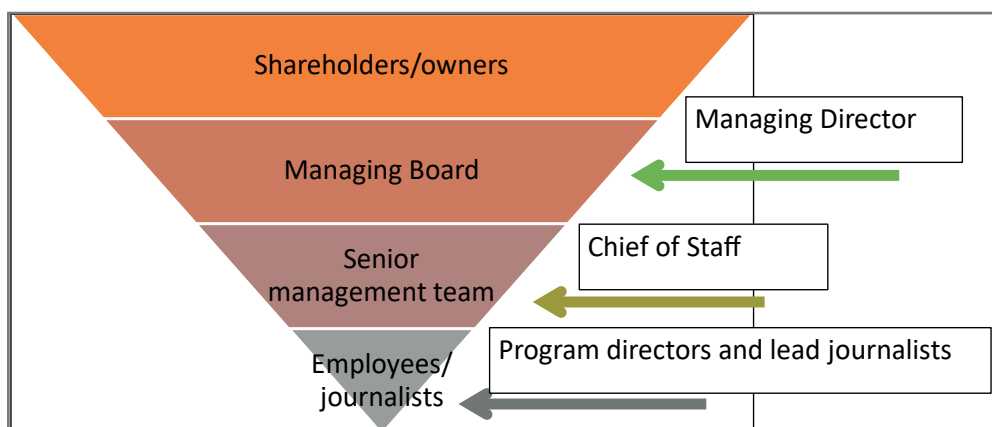 Shareholders/owners
Managing Director
Managing Board
Chief of Staff
Senior
management team
Program directors and lead journalists
Employees/
journalists